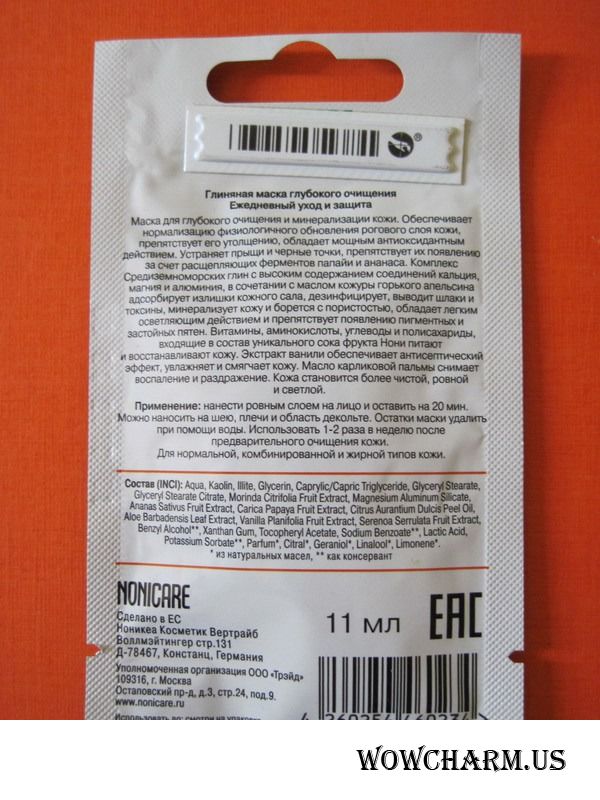 ®
Глиняная маска глубокого очищения
Ежедневный уход и защита
Маска для глубокого очищения и минерализации кожи. Обеспечивает
нормализацию физиологичного обновления рогового слоя кожи,
препятствует его утолщению, обладает мощным антиоксидантным
действием. Устраняет прыщи и черные точки, препятствует их появлению
за счет расщепляющих ферментов папайи и ананаса. Комплекс
Средиземноморских глин с высоким содержанием соединений кальция,
магния и алюминия, в сочетании с маслом кожуры горького апельсина
адсорбирует излишки кожного сала, дезинфицирует, выводит шлаки и
токсины, минерализует кожу и борется с пористостью, обладает легким
осветляющим действием и препятствует появлению пигментных и
застойных пятен. Витамины, аминокислоты, углеводы и полисахариды,
входящие в состав уникального сока фрукта Нони питают
и восстанавливают кожу. Экстракт ванили обеспечивает антисептический
эффект, увлажняет и смягчает кожу. Масло карликовой пальмы снимает
воспаление и раздражение. Кожа становится более чистой, ровной
и светлой.
Применение: нанести ровным слоем на лицо и оставить на 20 мин.
Можно наносить на шею, плечи и область декольте. Остатки маски удалить
при помощи воды. Использовать 1-2 раза в неделю после
предварительного очищения кожи.
Для нормальной, комбинированной и жирной типов кожи.
Состав (INCI): Aqua, Kaolin, Illite, Glycerin, Caprylic/Capric Triglyceride, Glyceryl Stearate,
Glyceryl Stearate Citrate, Morinda Citrifolia Fruit Extract, Magnesium Aluminum Silicate,
Ananas Sativus Fruit Extract, Carica Papaya Fruit Extract, Citrus Aurantium Dulcis Peel Oil,
Aloe Barbadensis Leaf Extract, Vanilla Planifolia Fruit Extract, Serenoa Serrulata Fruit Extract,
Benzyl Alcohol**, Xanthan Gum, Tocopheryl Acetate, Sodium Benzoate**, Lactic Acid,
Potassium Sorbate**, Parfum*, Citral*, Geraniol*, Linalool*, Limonene*.
* из натуральных масел, ** как консервант
NONICARE
Сделано в ЕС
Нониkеа Косметик Вертрайб
Воллмэйтингер стр.131
Д-78467, Констанц, Германия
11 мл
EAC
Уполномоченная организация ООО «Трэйд»
109316, г. Москва
Остаповский пр-д, д.3, стр.24, под.9.
www.nonicare.ru
Использовать до: смотри на упаковке
4 260254 460234 >
WOWCHARM.US